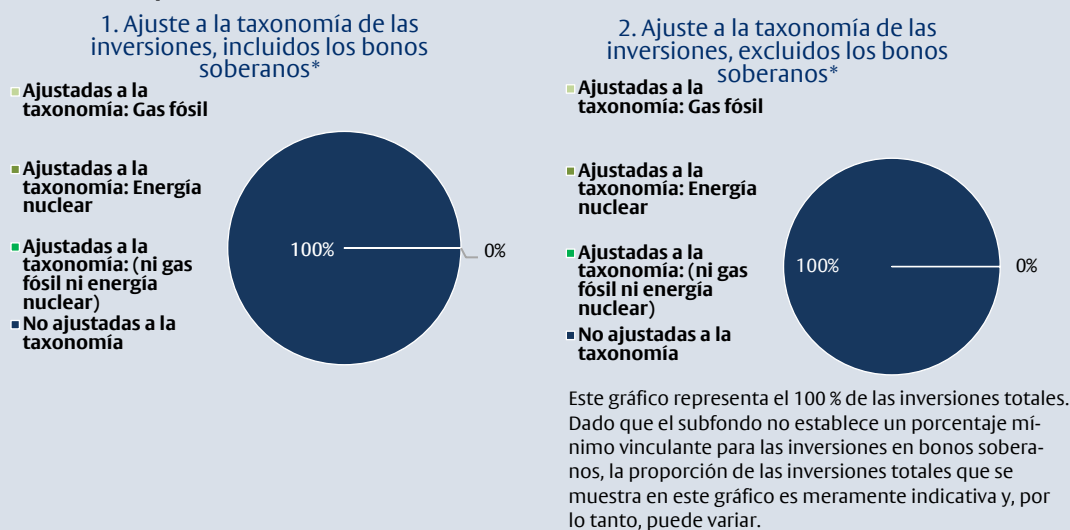 1. Ajuste a la taxonomía de las
inversiones, incluidos los bonos
soberanos*
Ajustadas a la
taxonomía: Gas fósil
Ajustadas a la
taxonomía: Energía
nuclear
Ajustadas a la
taxonomía: (ni gas
fósil ni energía
nuclear)
No ajustadas a la
taxonomía
100%
0%
2. Ajuste a la taxonomía de las
inversiones, excluidos los bonos
soberanos*
Ajustadas a la
taxonomía: Gas fósil
Ajustadas a la
taxonomía: Energía
nuclear
Ajustadas a la
taxonomía: (ni gas
fósil ni energía
nuclear)
No ajustadas a la
taxonomía
100%
0%
Este gráfico representa el 100 % de las inversiones totales.
Dado que el subfondo no establece un porcentaje mí-
nimo vinculante para las inversiones en bonos sobera-
nos, la proporción de las inversiones totales que se
muestra en este gráfico es meramente indicativa y, por
lo tanto, puede variar.